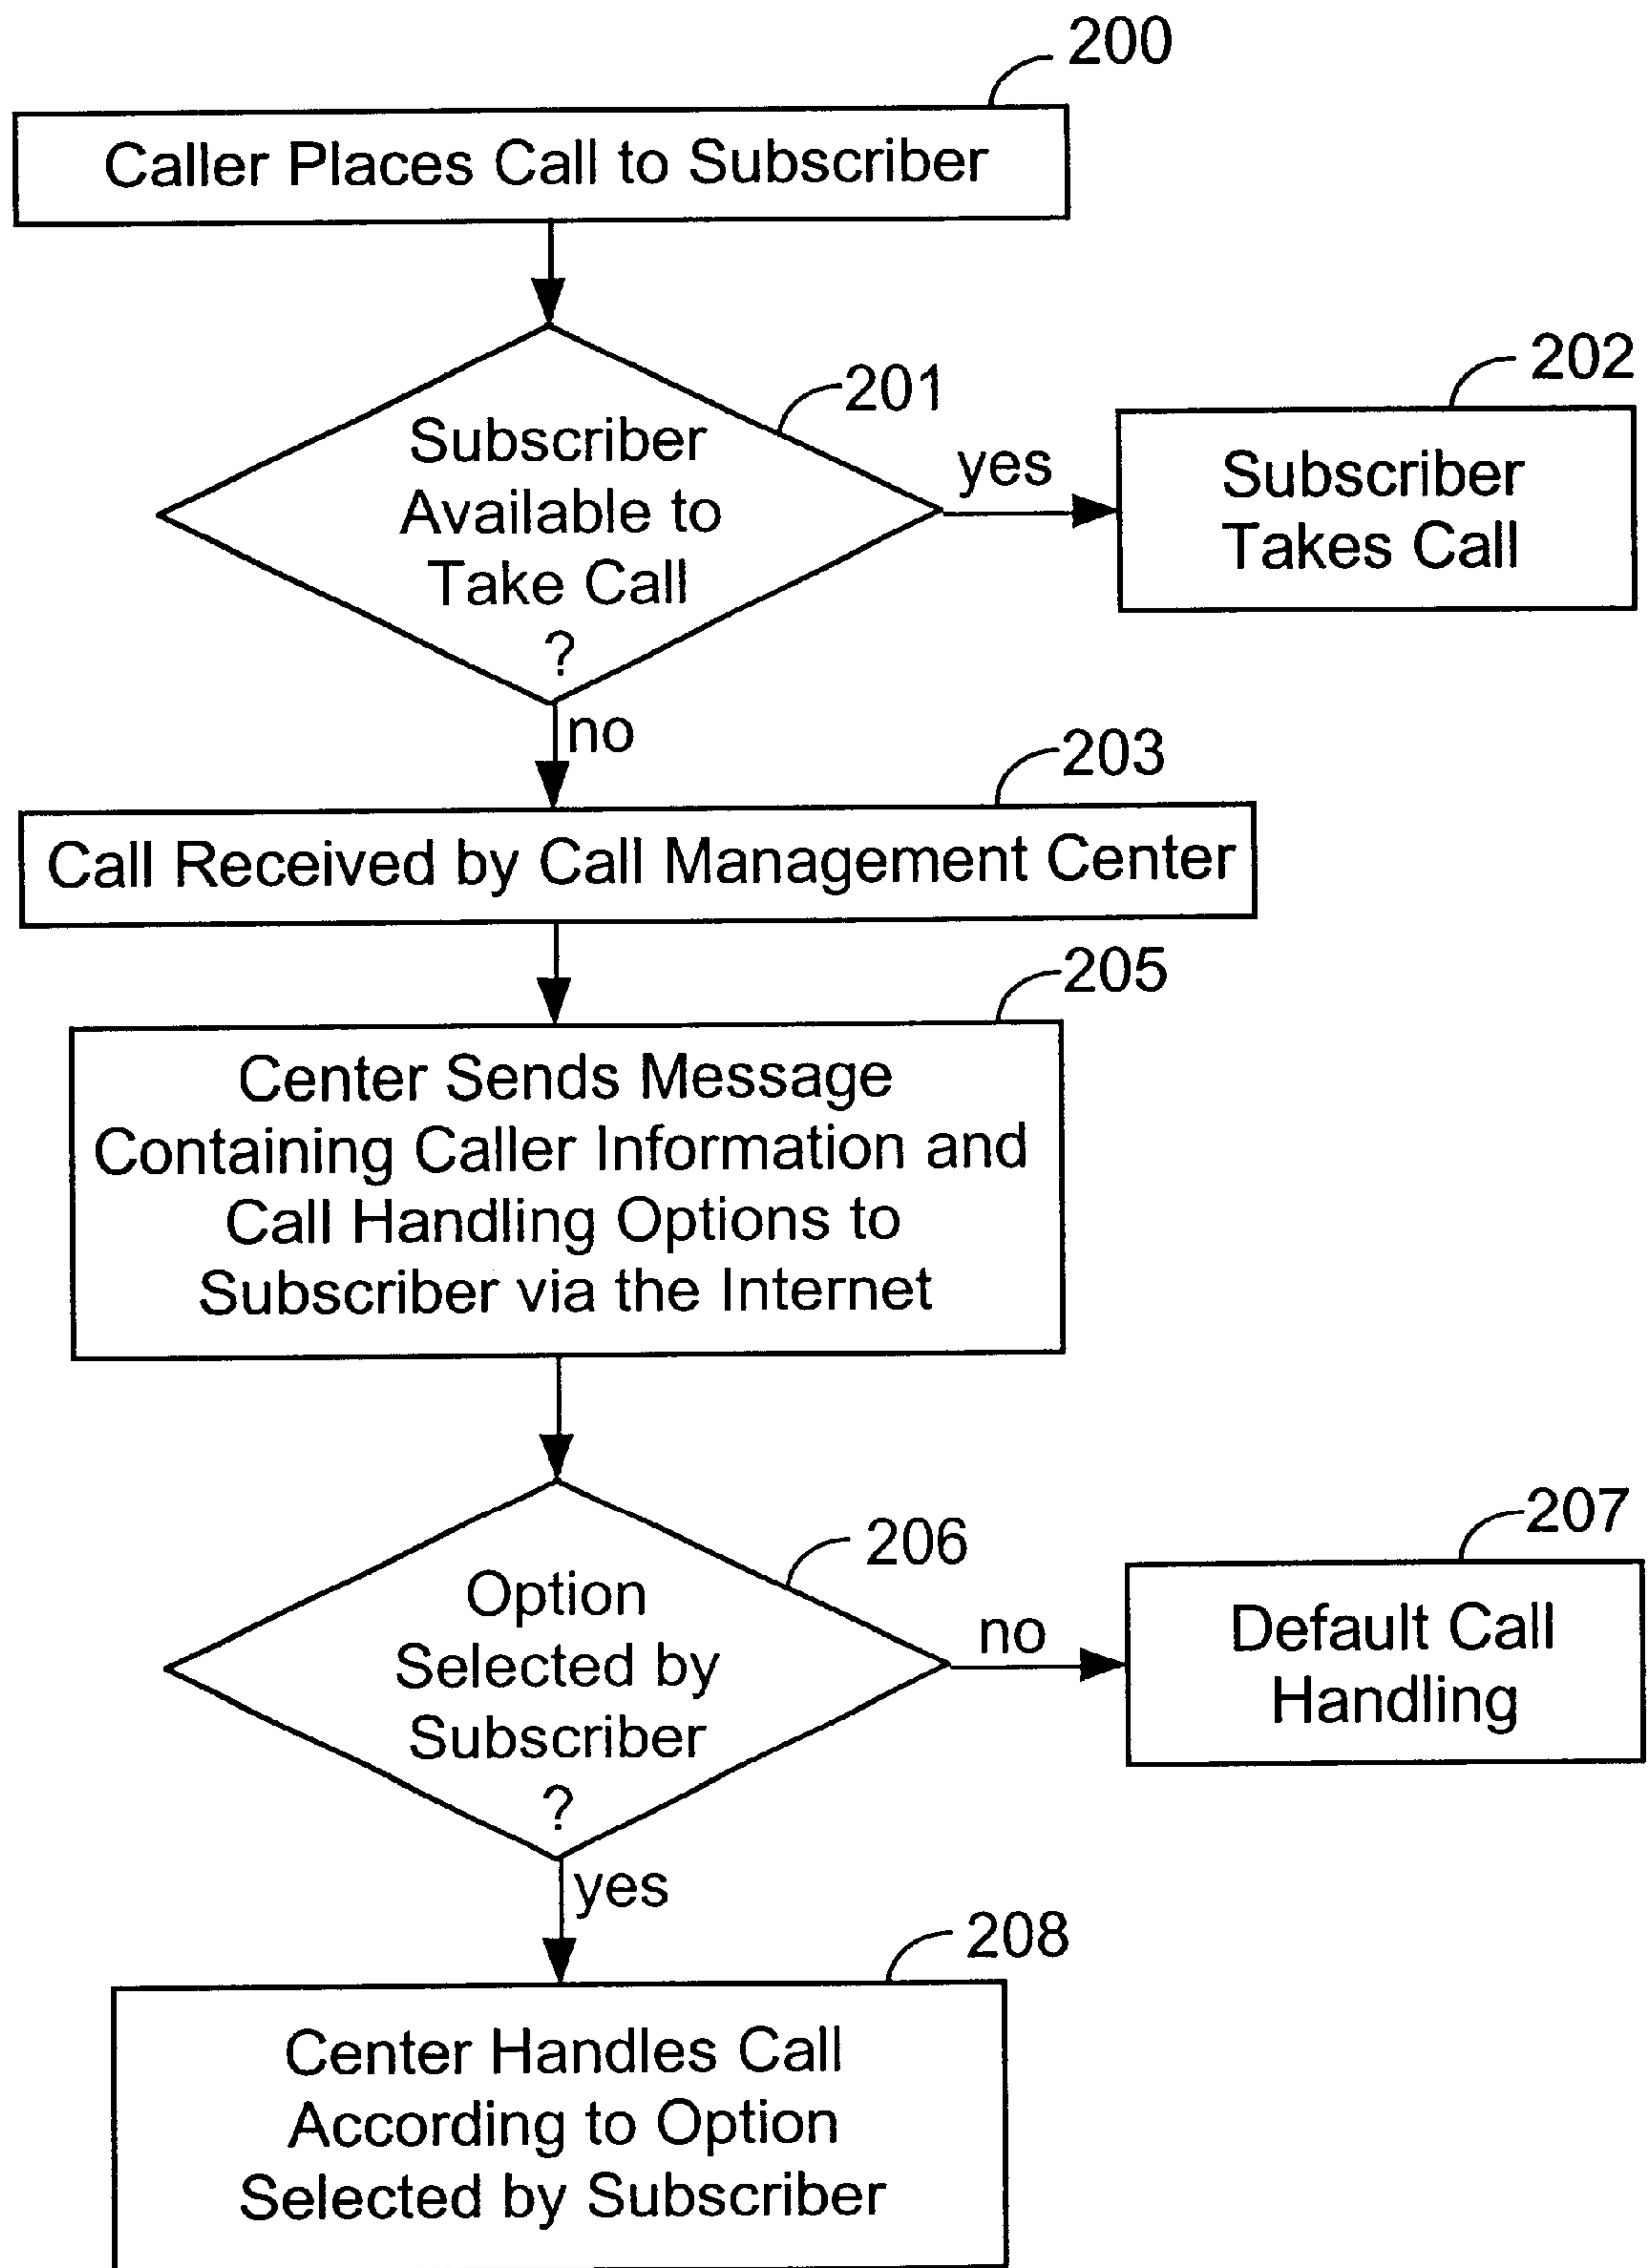 200
Caller Places Call to Subscriber
201
Subscriber
Available to
Take Call
?
yes
202
Subscriber
Takes Call
no
203
Call Received by Call Management Center
205
Center Sends Message
Containing Caller Information and
Call Handling Options to
Subscriber via the Internet
206
Option
Selected by
Subscriber
?
no
207
Default Call
Handling
yes
208
Center Handles Call
According to Option
Selected by Subscriber